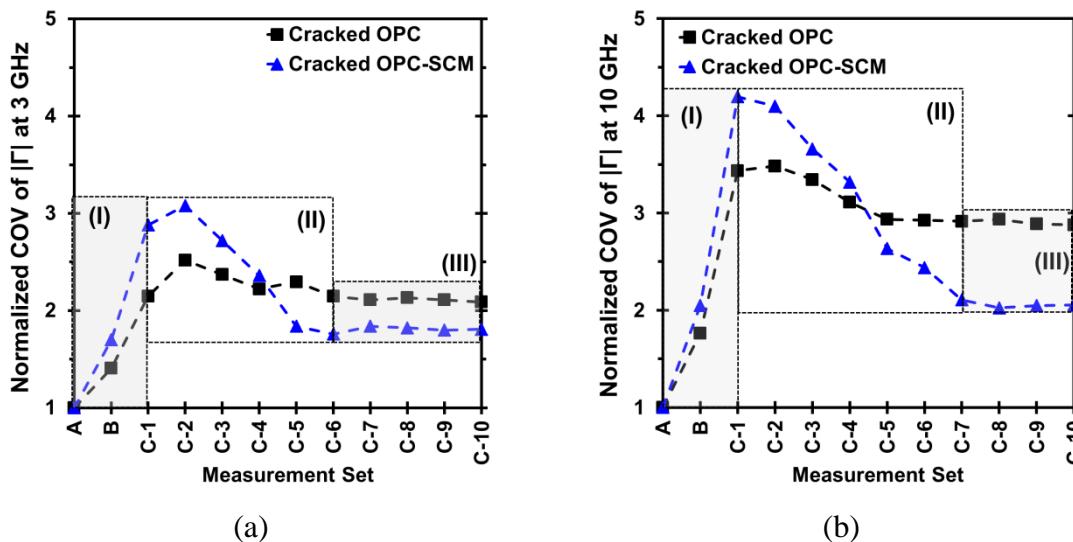 Normalized COV of |Γ| at 3 GHz
5
4
3
2
1
Cracked OPC
Cracked OPC-SCM
(I)
(II)
(III)
A
B
C-1
C-2
C-3
C-4
C-5
C-6
C-7
C-8
C-9
C-10
Measurement Set
(a)
Normalized COV of |Γ| at 10 GHz
5
4
3
2
1
Cracked OPC
Cracked OPC-SCM
(I)
(II)
(III)
A
B
C-1
C-2
C-3
C-4
C-5
C-6
C-7
C-8
C-9
C-10
Measurement Set
(b)